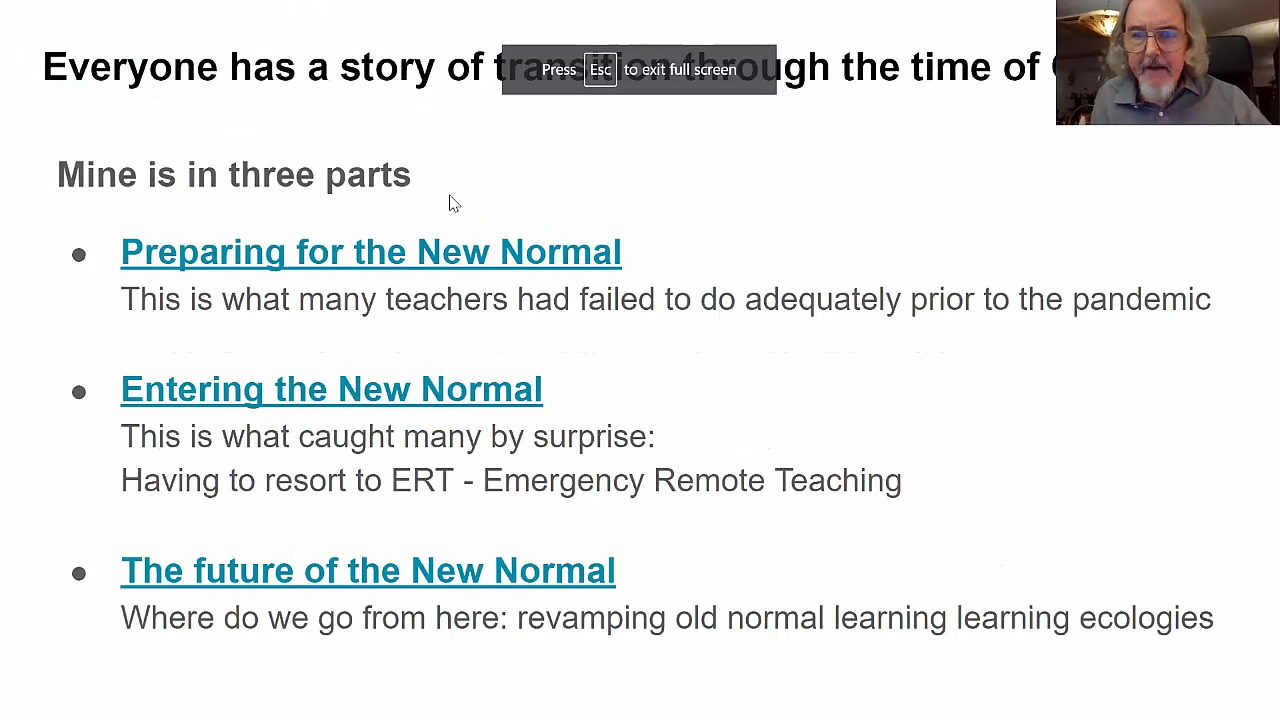 Everyone has a story of transition through the time of
Press Esc to exit full screen
Mine is in three parts
Preparing for the New Normal
This is what many teachers had failed to do adequately prior to the pandemic
Entering the New Normal
This is what caught many by surprise:
Having to resort to ERT - Emergency Remote Teaching
The future of the New Normal
Where do we go from here: revamping old normal learning learning ecologies